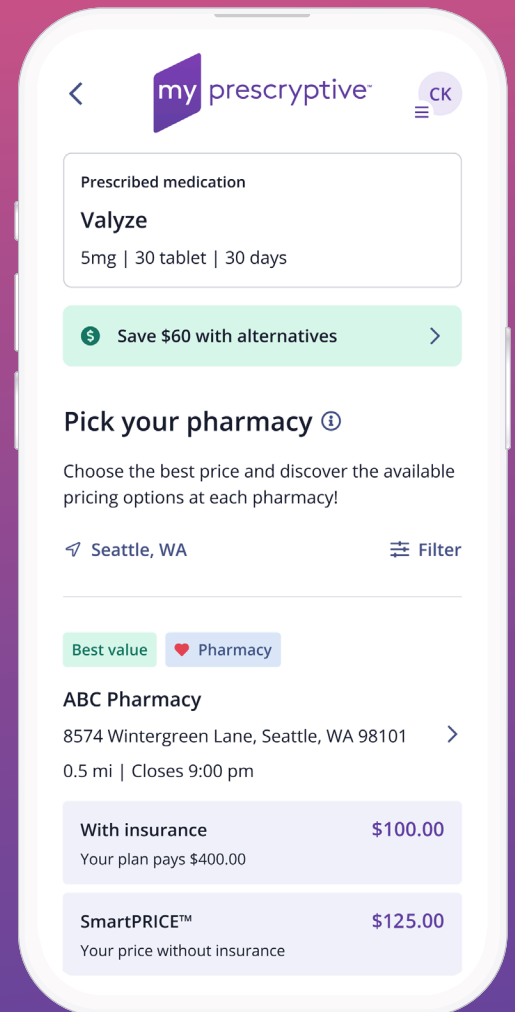 my prescryptive™
CK
Prescribed medication
Valyze
5mg | 30 tablet | 30 days
$ Save $60 with alternatives
Pick your pharmacy
Choose the best price and discover the available
pricing options at each pharmacy!
Seattle, WA
Filter
Best value
Pharmacy
ABC Pharmacy
8574 Wintergreen Lane, Seattle, WA 98101
0.5 mi | Closes 9:00 pm
With insurance $100.00
Your plan pays $400.00
SmartPRICE™ $125.00
Your price without insurance